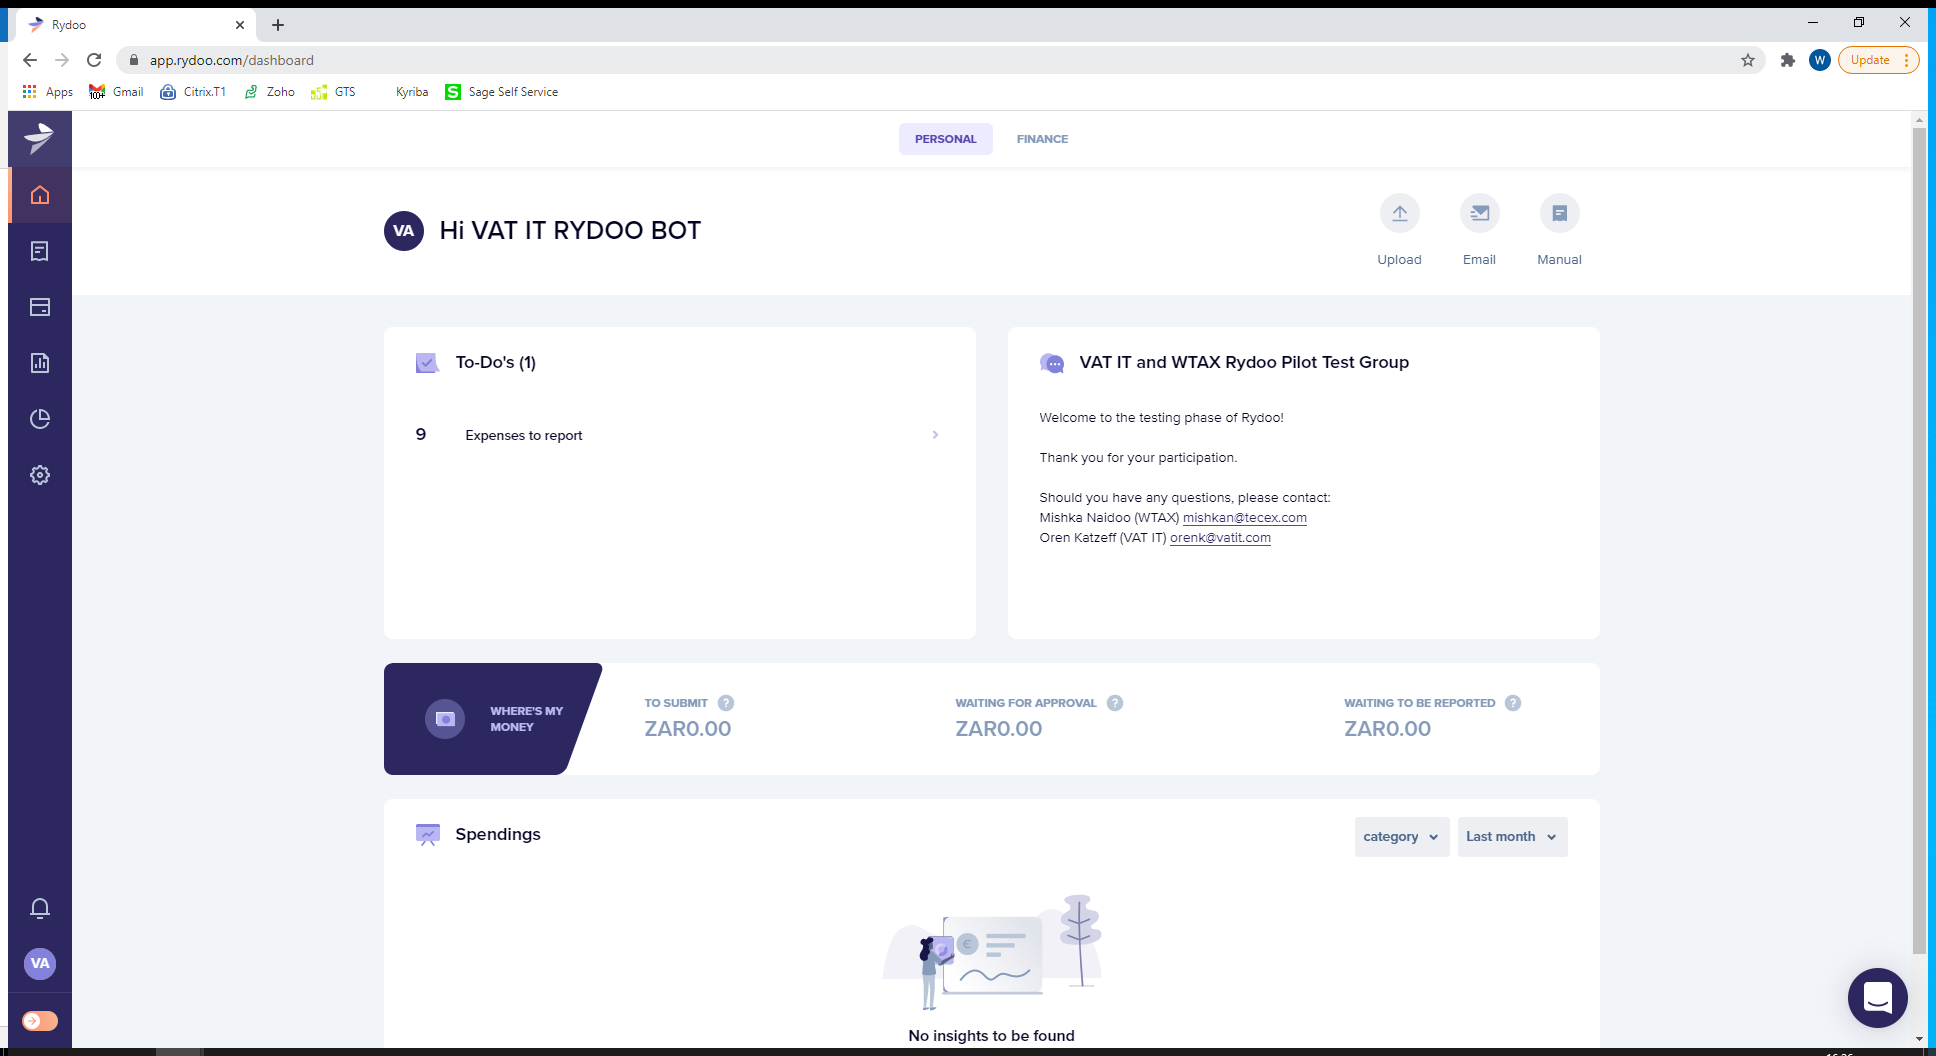 Rydoo
app.rydoo.com/dashboard
W
Update
Apps
100+
Gmail
Citrix.T1
Zoho
GTS
Kyriba
S
Sage Self Service
PERSONAL
FINANCE
VA
Hi VAT IT RYDOO BOT
Upload
Email
Manual
To-Do's (1)
9
Expenses to report
VAT IT and WTAX Rydoo Pilot Test Group
Welcome to the testing phase of Rydoo!
Thank you for your participation.
Should you have any questions, please contact:
Mishka Naidoo (WTAX) mishkan@tecex.com
Oren Katzeff (VAT IT) orenk@vatit.com
WHERE'S MY
MONEY
TO SUBMIT ?
ZAR0.00
WAITING FOR APPROVAL ?
ZAR0.00
WAITING TO BE REPORTED ?
ZAR0.00
Spendings
category
Last month
€
No insights to be found
VA